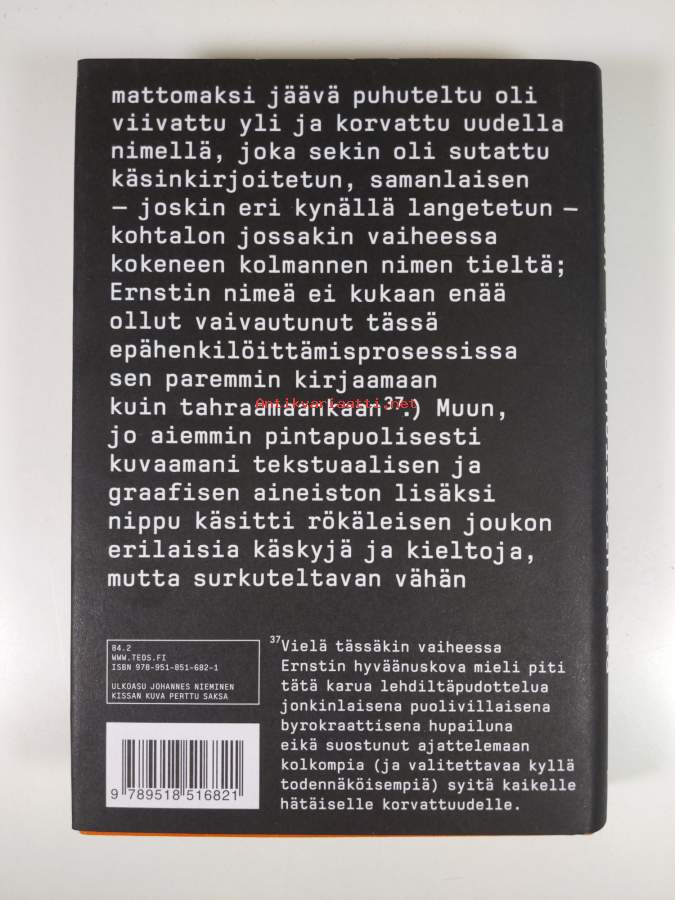 mattomaksi jäävä puhuteltu oli
viivattu yli ja korvattu uudella
nimellä, joka sekin oli sutattu
käsinkirjoitetun, samanlaisen
– joskin eri kynällä langetetun –
kohtalon jossakin vaiheessa
kokeneen kolmannen nimen tieltä;
Ernstin nimeä ei kukaan enää
ollut vaivautunut tässä
epähenkilöittämisprosessissa
sen paremmin kirjaamaan
kuin tahraamaankaan³⁷.) Muun,
Antikvariaatti.net
jo aiemmin pintapuolisesti
kuvaamani tekstuaalisen ja
graafisen aineiston lisäksi
nippu käsitti rökäleisen joukon
erilaisia käskyjä ja kieltoja,
mutta surkuteltavan vähän
84.2
WWW.TEOS.FI
ISBN 978-951-851-682-1
ULKOASU JOHANNES NIEMINEN
KISSAN KUVA PERTTU SAKSA
9 789518 516821
³⁷Vielä tässäkin vaiheessa
Ernstin hyväänuskova mieli piti
tätä karua lehdiltäpudottelua
jonkinlaisena puolivillaisena
byrokraattisena hupailuna
eikä suostunut ajattelemaan
kolkompia (ja valitettavaa kyllä
todennäköisempiä) syitä kaikelle
hätäiselle korvattuudelle.